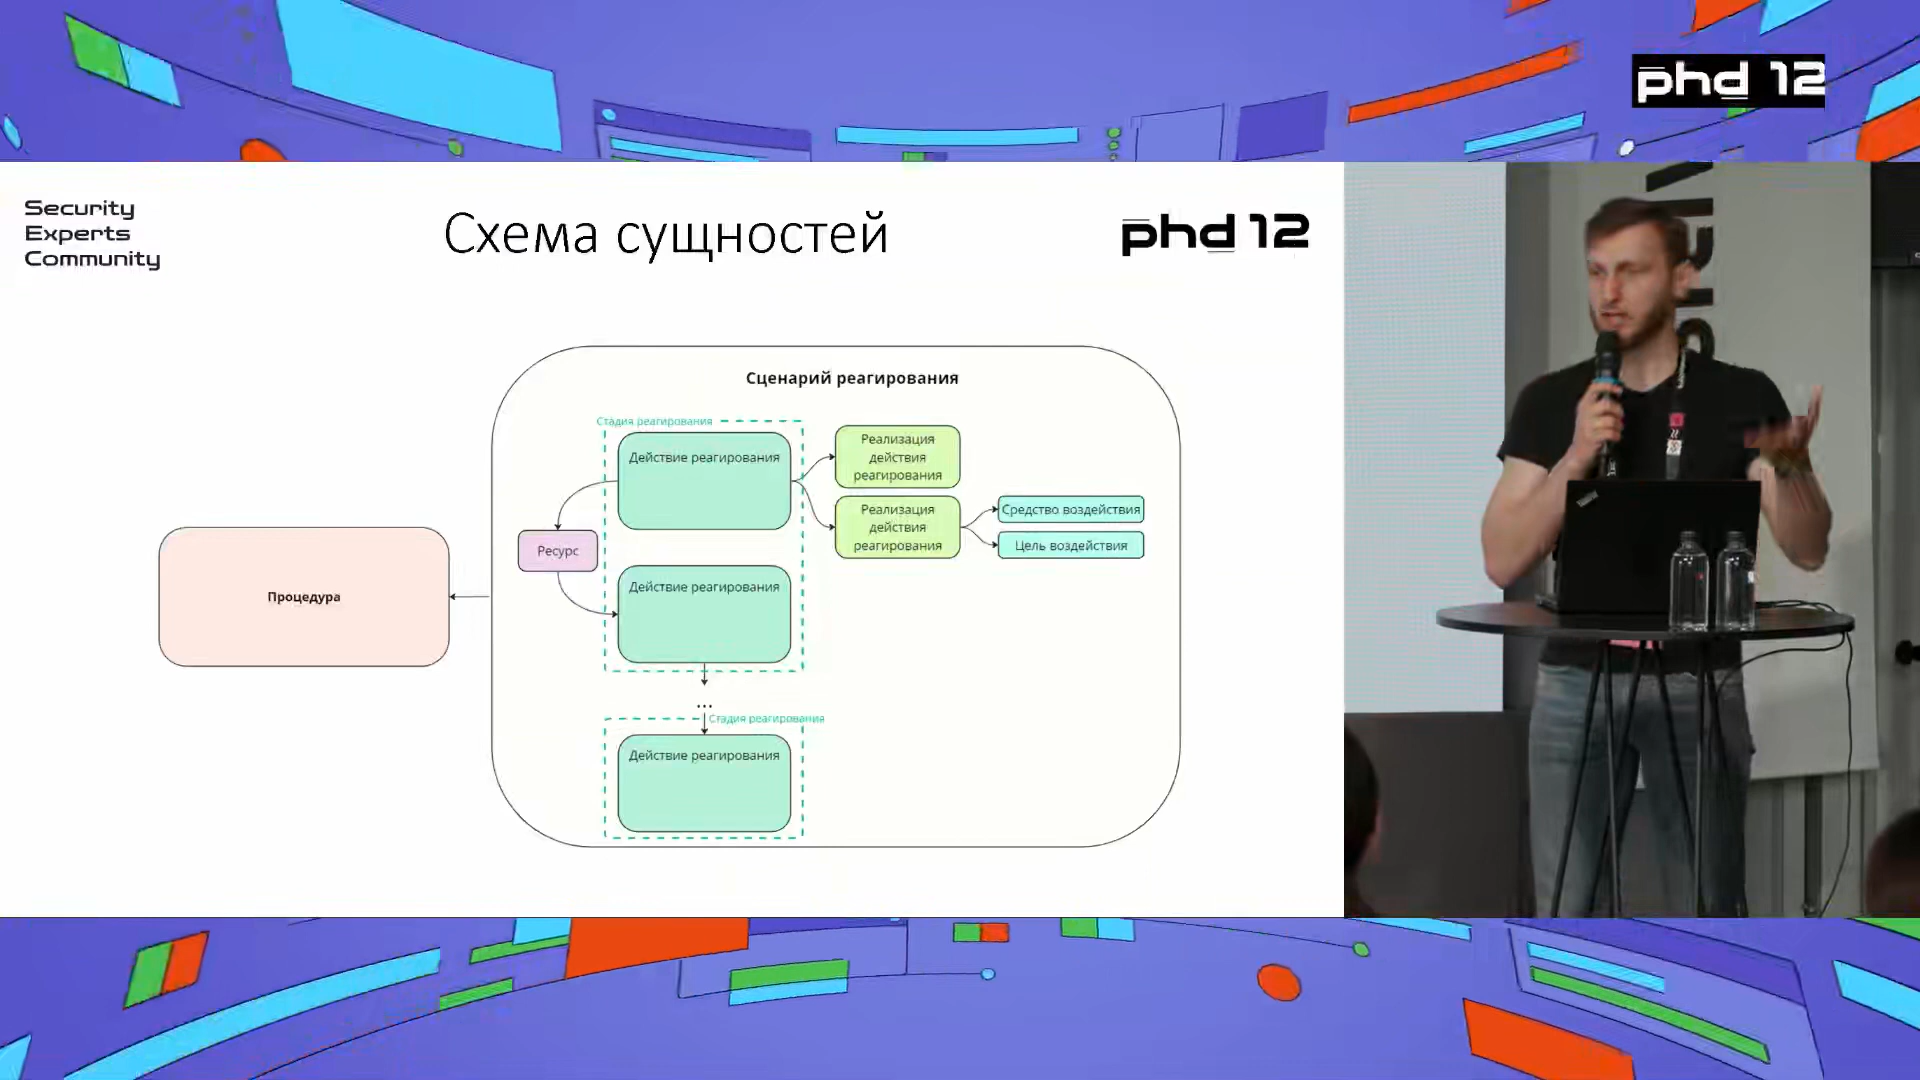 phd 12
Security
Experts
Community
Схема сущностей
phd 12
Сценарий реагирования
Стадия реагирования
Действие реагирования
Реализация
действия
реагирования
Реализация
действия
реагирования
Средство воздействия
Цель воздействия
Ресурс
Действие реагирования
Процедура
...
Стадия реагирования
Действие реагирования